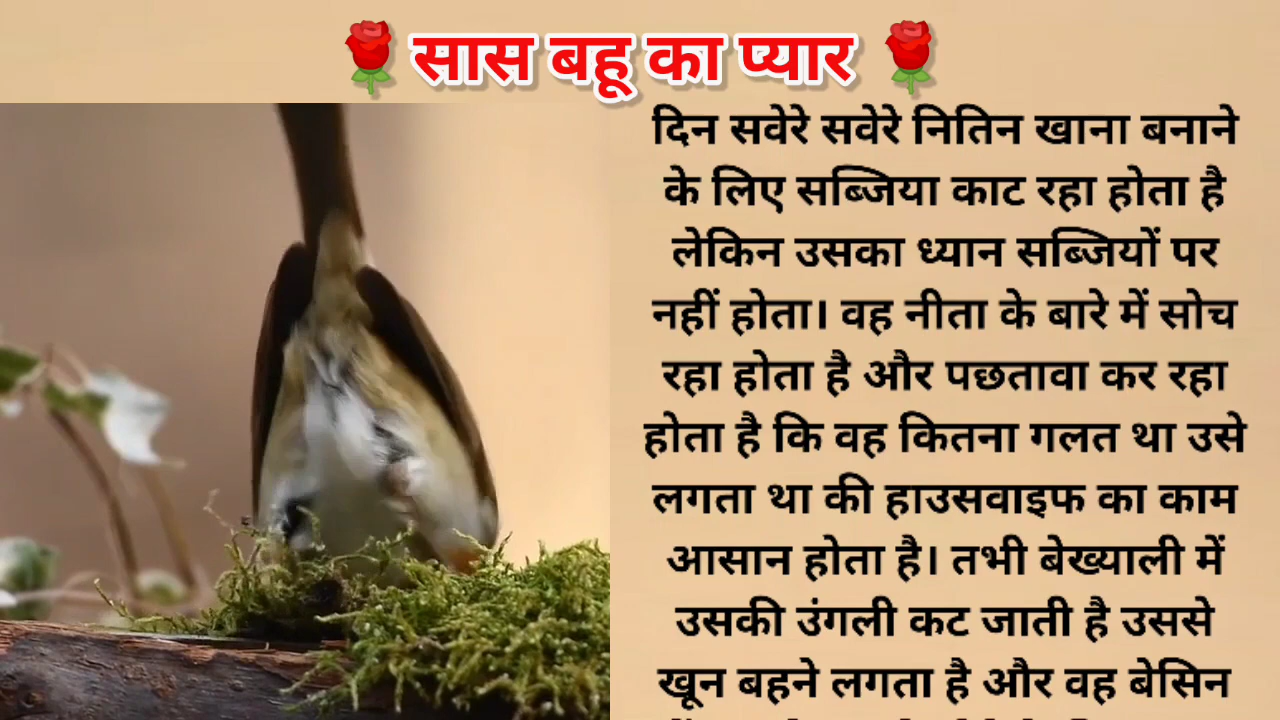 🌹सास बहू का प्यार 🌹
दिन सवेरे सवेरे नितिन खाना बनाने
के लिए सब्जिया काट रहा होता है
लेकिन उसका ध्यान सब्जियों पर
नहीं होता। वह नीता के बारे में सोच
रहा होता है और पछतावा कर रहा
होता है कि वह कितना गलत था उसे
लगता था की हाउसवाइफ का काम
आसान होता है। तभी बेख्याली में
उसकी उंगली कट जाती है उससे
खून बहने लगता है और वह बेसिन